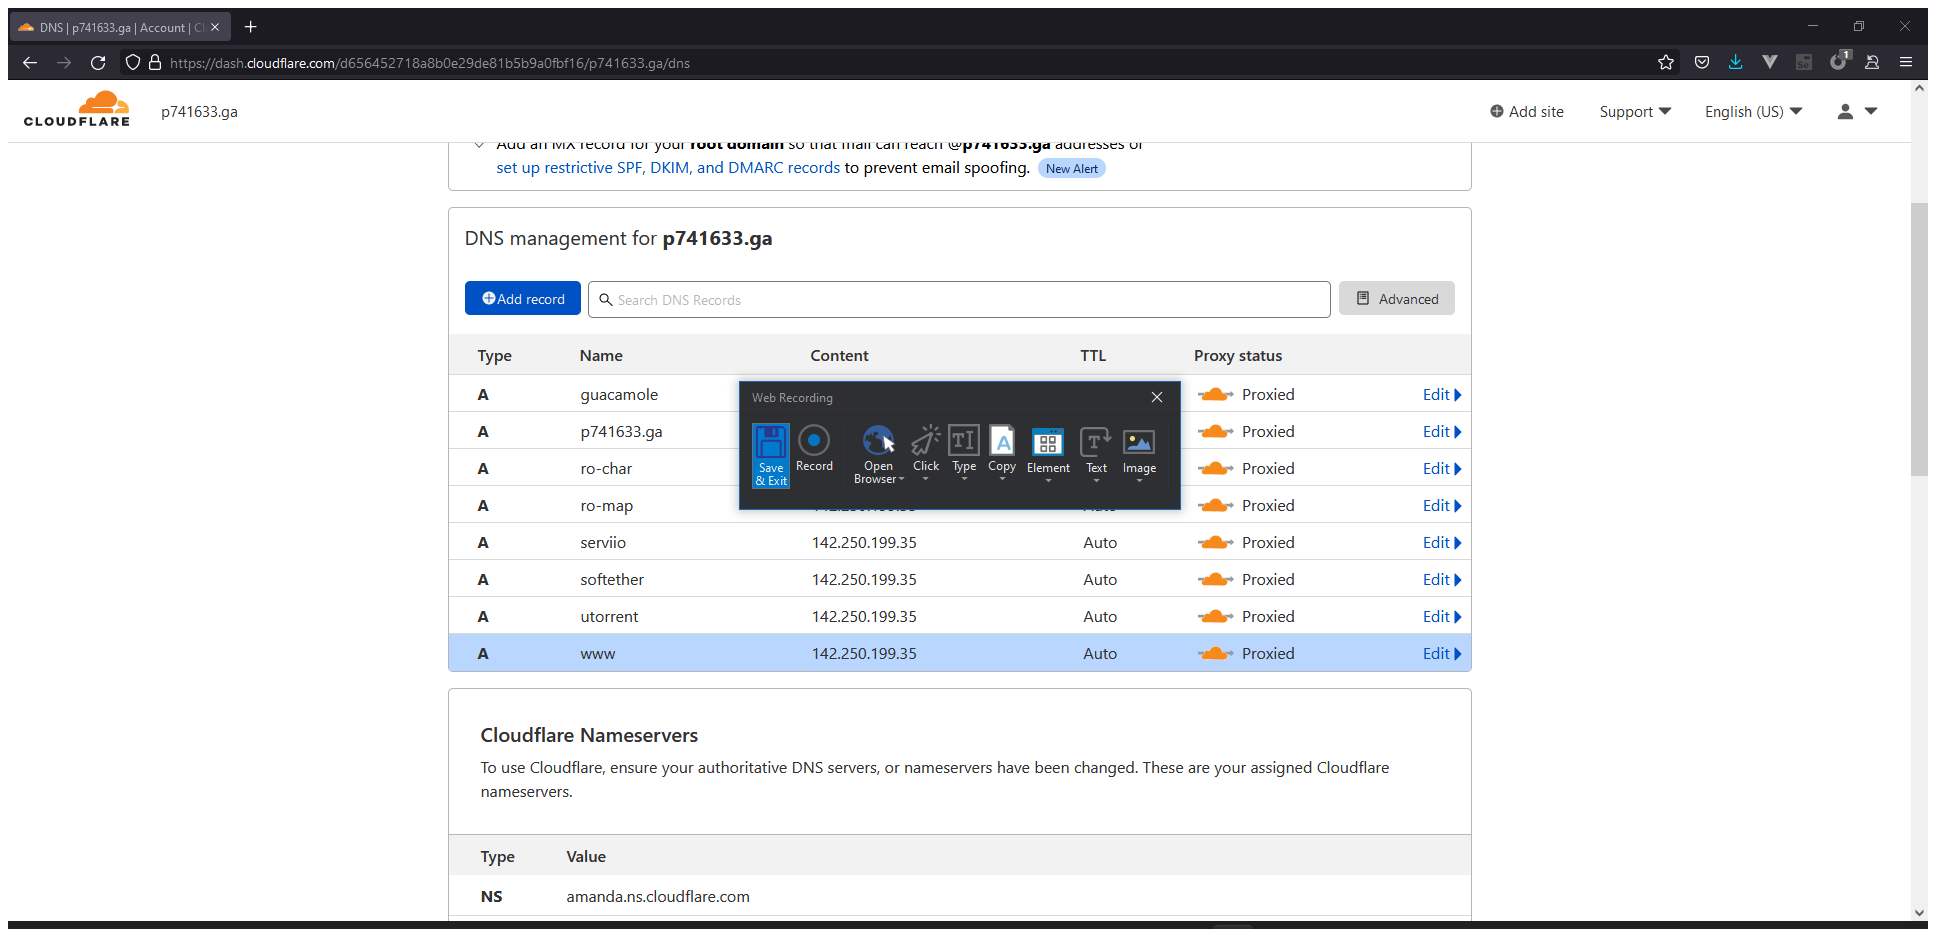 DNS | p741633.ga | Account | Cl
https://dash.cloudflare.com/d656452718a8b0e29de81b5b9a0fbf16/p741633.ga/dns
1
CLOUDFLARE
p741633.ga
Add site
Support
English (US)
Add an MX record for your root domain so that mail can reach @p741633.ga addresses or
set up restrictive SPF, DKIM, and DMARC records to prevent email spoofing. New Alert
DNS management for p741633.ga
Add record
Search DNS Records
Advanced
Type Name Content TTL Proxy status
A guacamole Proxied Edit
A p741633.ga Proxied Edit
A ro-char Proxied Edit
A ro-map Proxied Edit
Web Recording
Save & Exit
Record
Open Browser
Click
Type
Copy
Element
Text
Image
A serviio 142.250.199.35 Auto Proxied Edit
A softether 142.250.199.35 Auto Proxied Edit
A utorrent 142.250.199.35 Auto Proxied Edit
A www 142.250.199.35 Auto Proxied Edit
Cloudflare Nameservers
To use Cloudflare, ensure your authoritative DNS servers, or nameservers have been changed. These are your assigned Cloudflare
nameservers.
Type Value
NS amanda.ns.cloudflare.com